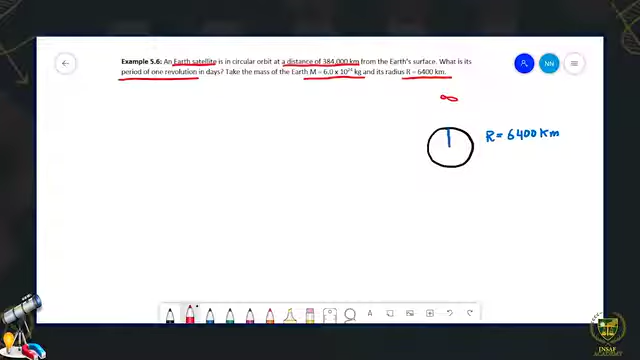 Example 5.6: An Earth satellite is in circular orbit at a distance of 384,000 km from the Earth's surface. What is its
period of one revolution in days? Take the mass of the Earth M = 6.0 x 10²⁴ kg and its radius R = 6400 km.
NN
R = 6400 Km
A
INSAF
ACADEMY